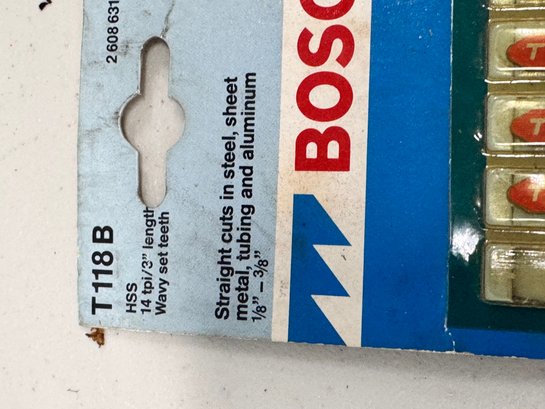 2 608 631
T 118 B
HSS
14 tpi/3" length
Wavy set teeth
Straight cuts in steel, sheet
metal, tubing and aluminum
1/8" – 3/8"
BOSC
T
T
T